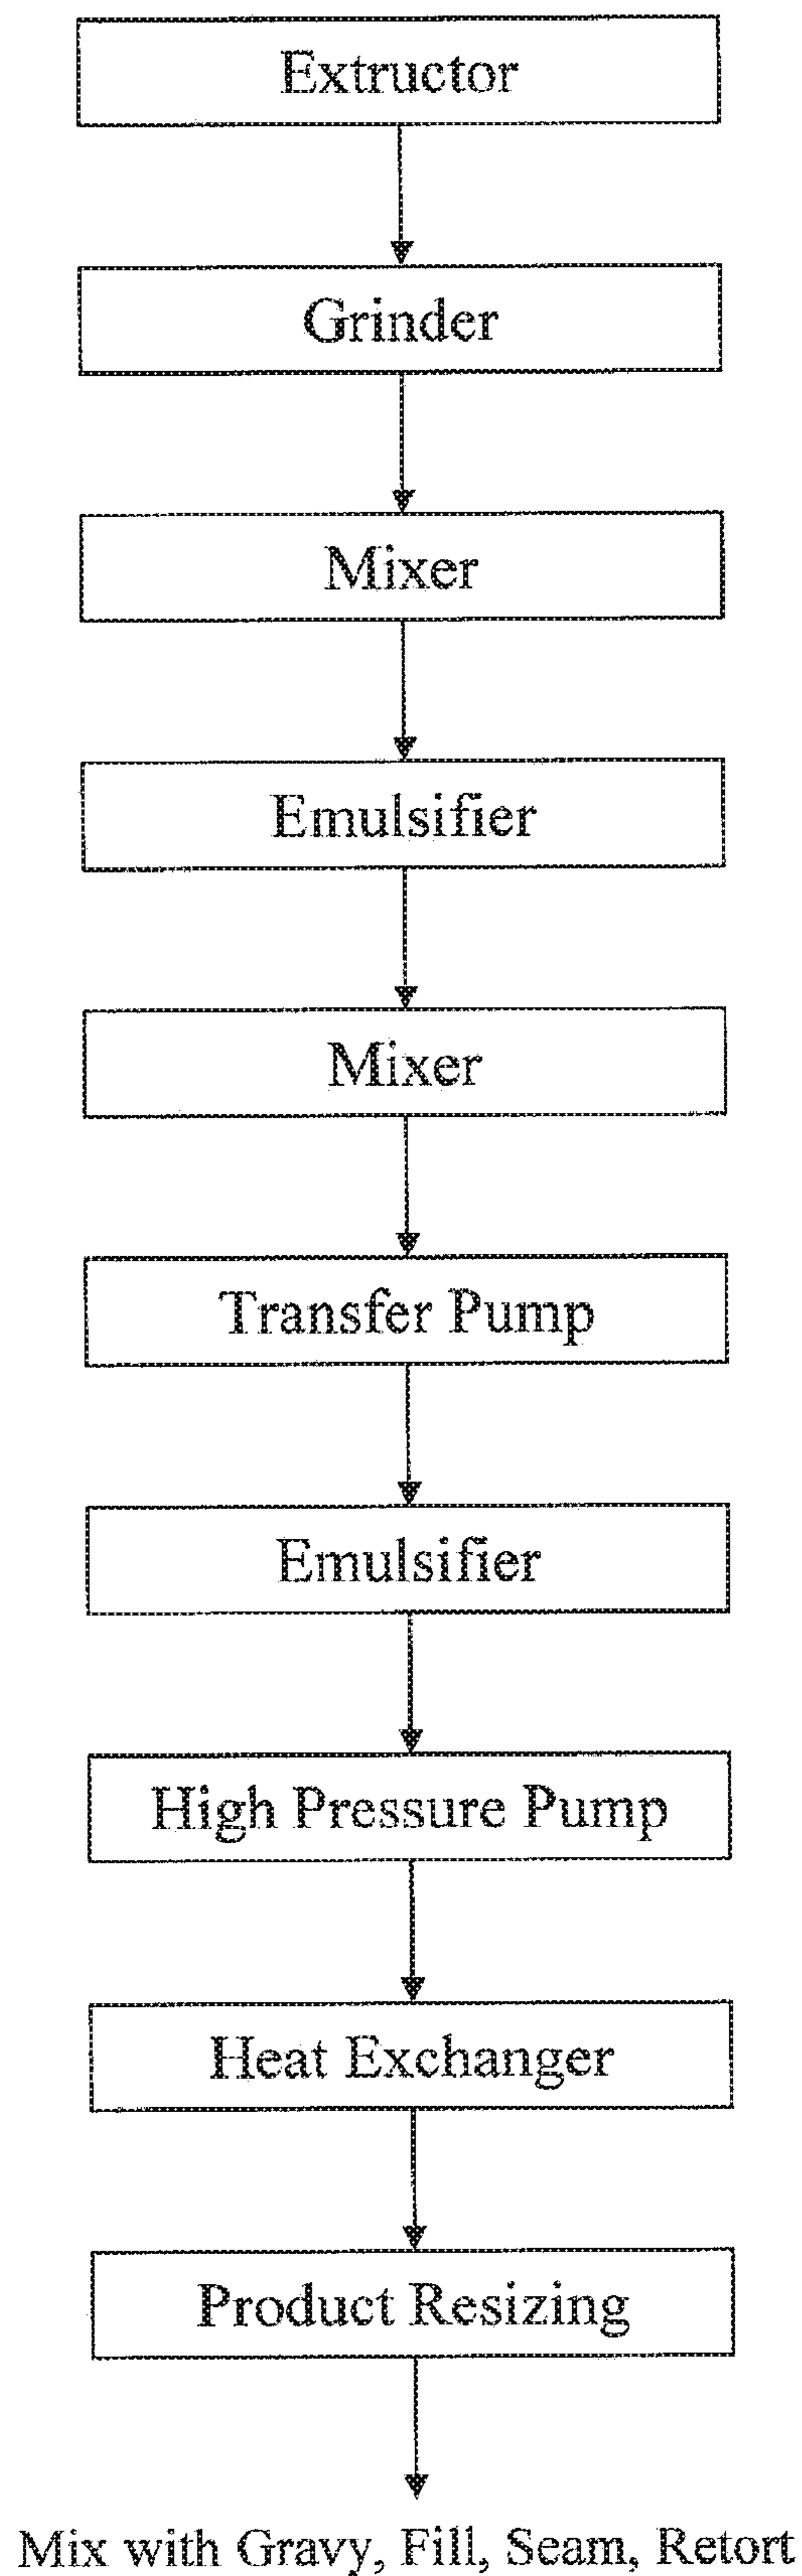 Extructor
Grinder
Mixer
Emulsifier
Mixer
Transfer Pump
Emulsifier
High Pressure Pump
Heat Exchanger
Product Resizing
Mix with Gravy, Fill, Seam, Retort